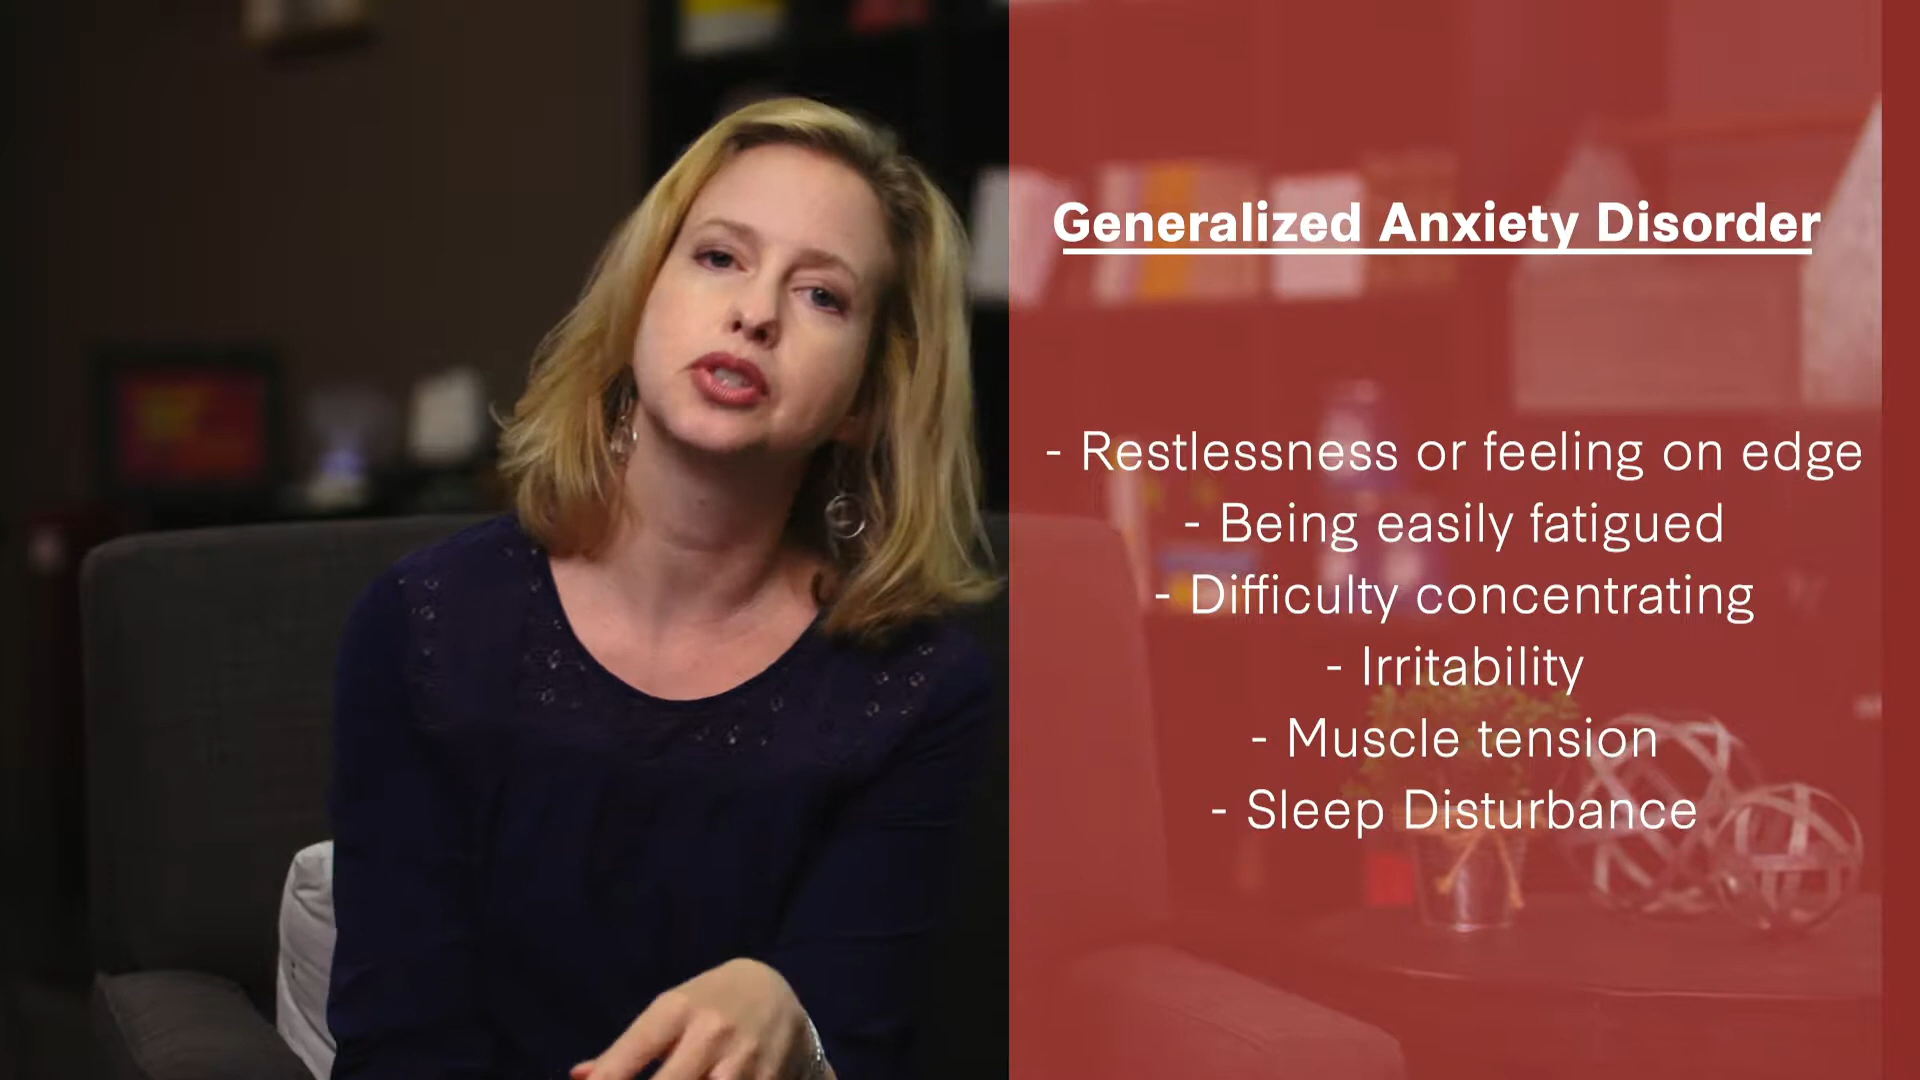 Generalized Anxiety Disorder
- Restlessness or feeling on edge
- Being easily fatigued
- Difficulty concentrating
- Irritability
- Muscle tension
- Sleep Disturbance